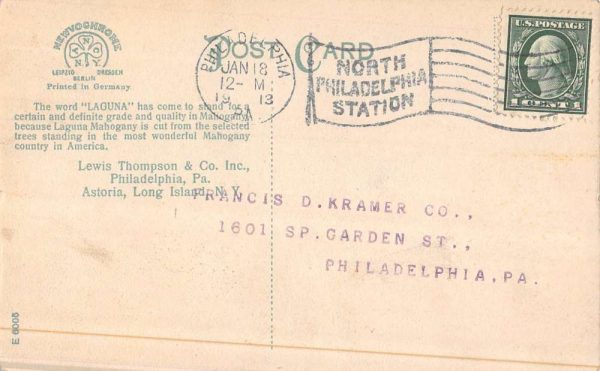 NEWVOCHROME
A N C O
N Y
LEIPZIG DRESDEN
BERLIN
Printed in Germany
POST CARD
PHILADELPHIA
JAN 18
12 - M
1913
PA.
NORTH
PHILADELPHIA
STATION
U.S. POSTAGE
1 CENT 1
The word "LAGUNA" has come to stand for a
certain and definite grade and quality in Mahogany,
because Laguna Mahogany is cut from the selected
trees standing in the most wonderful Mahogany
country in America.
Lewis Thompson & Co. Inc.,
Philadelphia, Pa.
Astoria, Long Island, N. Y.
FRANCIS D. KRAMER CO.,
1601 SP. GARDEN ST.,
PHILADELPHIA, PA.
E 6005